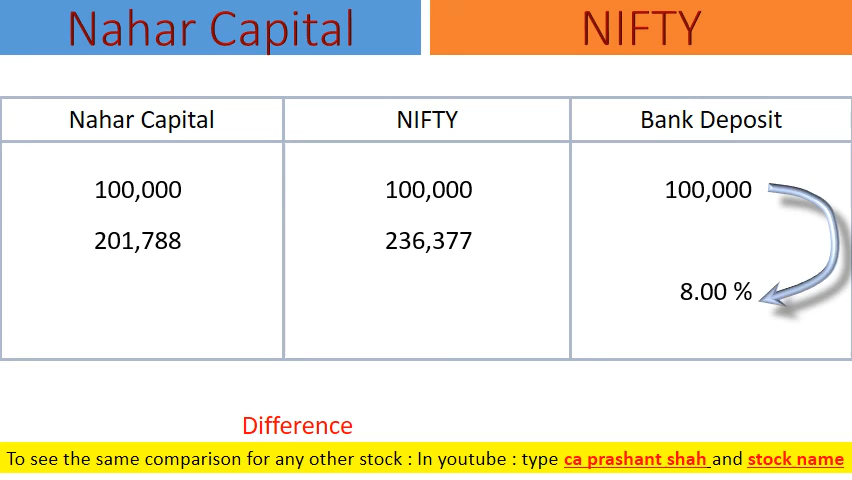 Nahar Capital NIFTY
Nahar Capital NIFTY Bank Deposit
100,000 100,000 100,000
201,788 236,377
8.00 %
Difference
To see the same comparison for any other stock : In youtube : type ca prashant shah and stock name